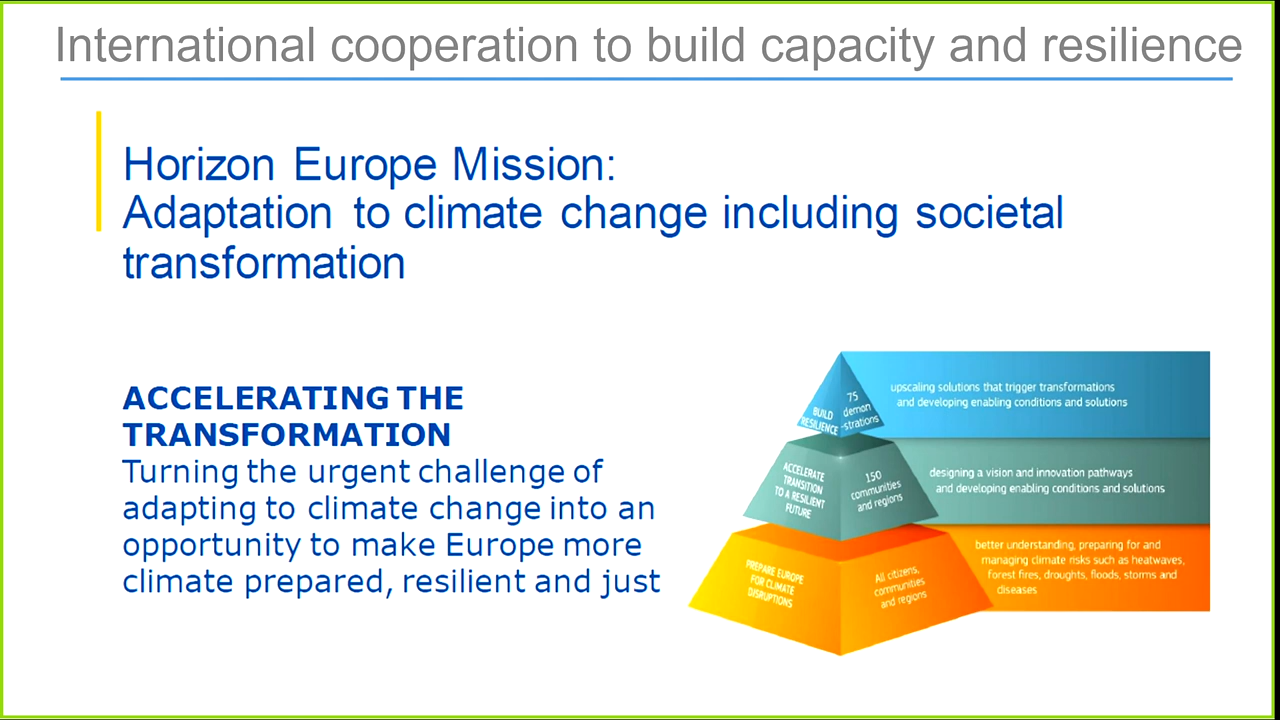 International cooperation to build capacity and resilience
Horizon Europe Mission:
Adaptation to climate change including societal
transformation
ACCELERATING THE
TRANSFORMATION
Turning the urgent challenge of
adapting to climate change into an
opportunity to make Europe more
climate prepared, resilient and just
BUILD
RESILIENCE
75
demon
-strations
upscaling solutions that trigger transformations
and developing enabling conditions and solutions
ACCELERATE
TRANSITION
TO A RESILIENT
FUTURE
150
communities
and regions
designing a vision and innovation pathways
and developing enabling conditions and solutions
PREPARE EUROPE
FOR CLIMATE
DISRUPTIONS
All citizens,
communities
and regions
better understanding, preparing for and
managing climate risks such as heatwaves,
forest fires, droughts, floods, storms and
diseases